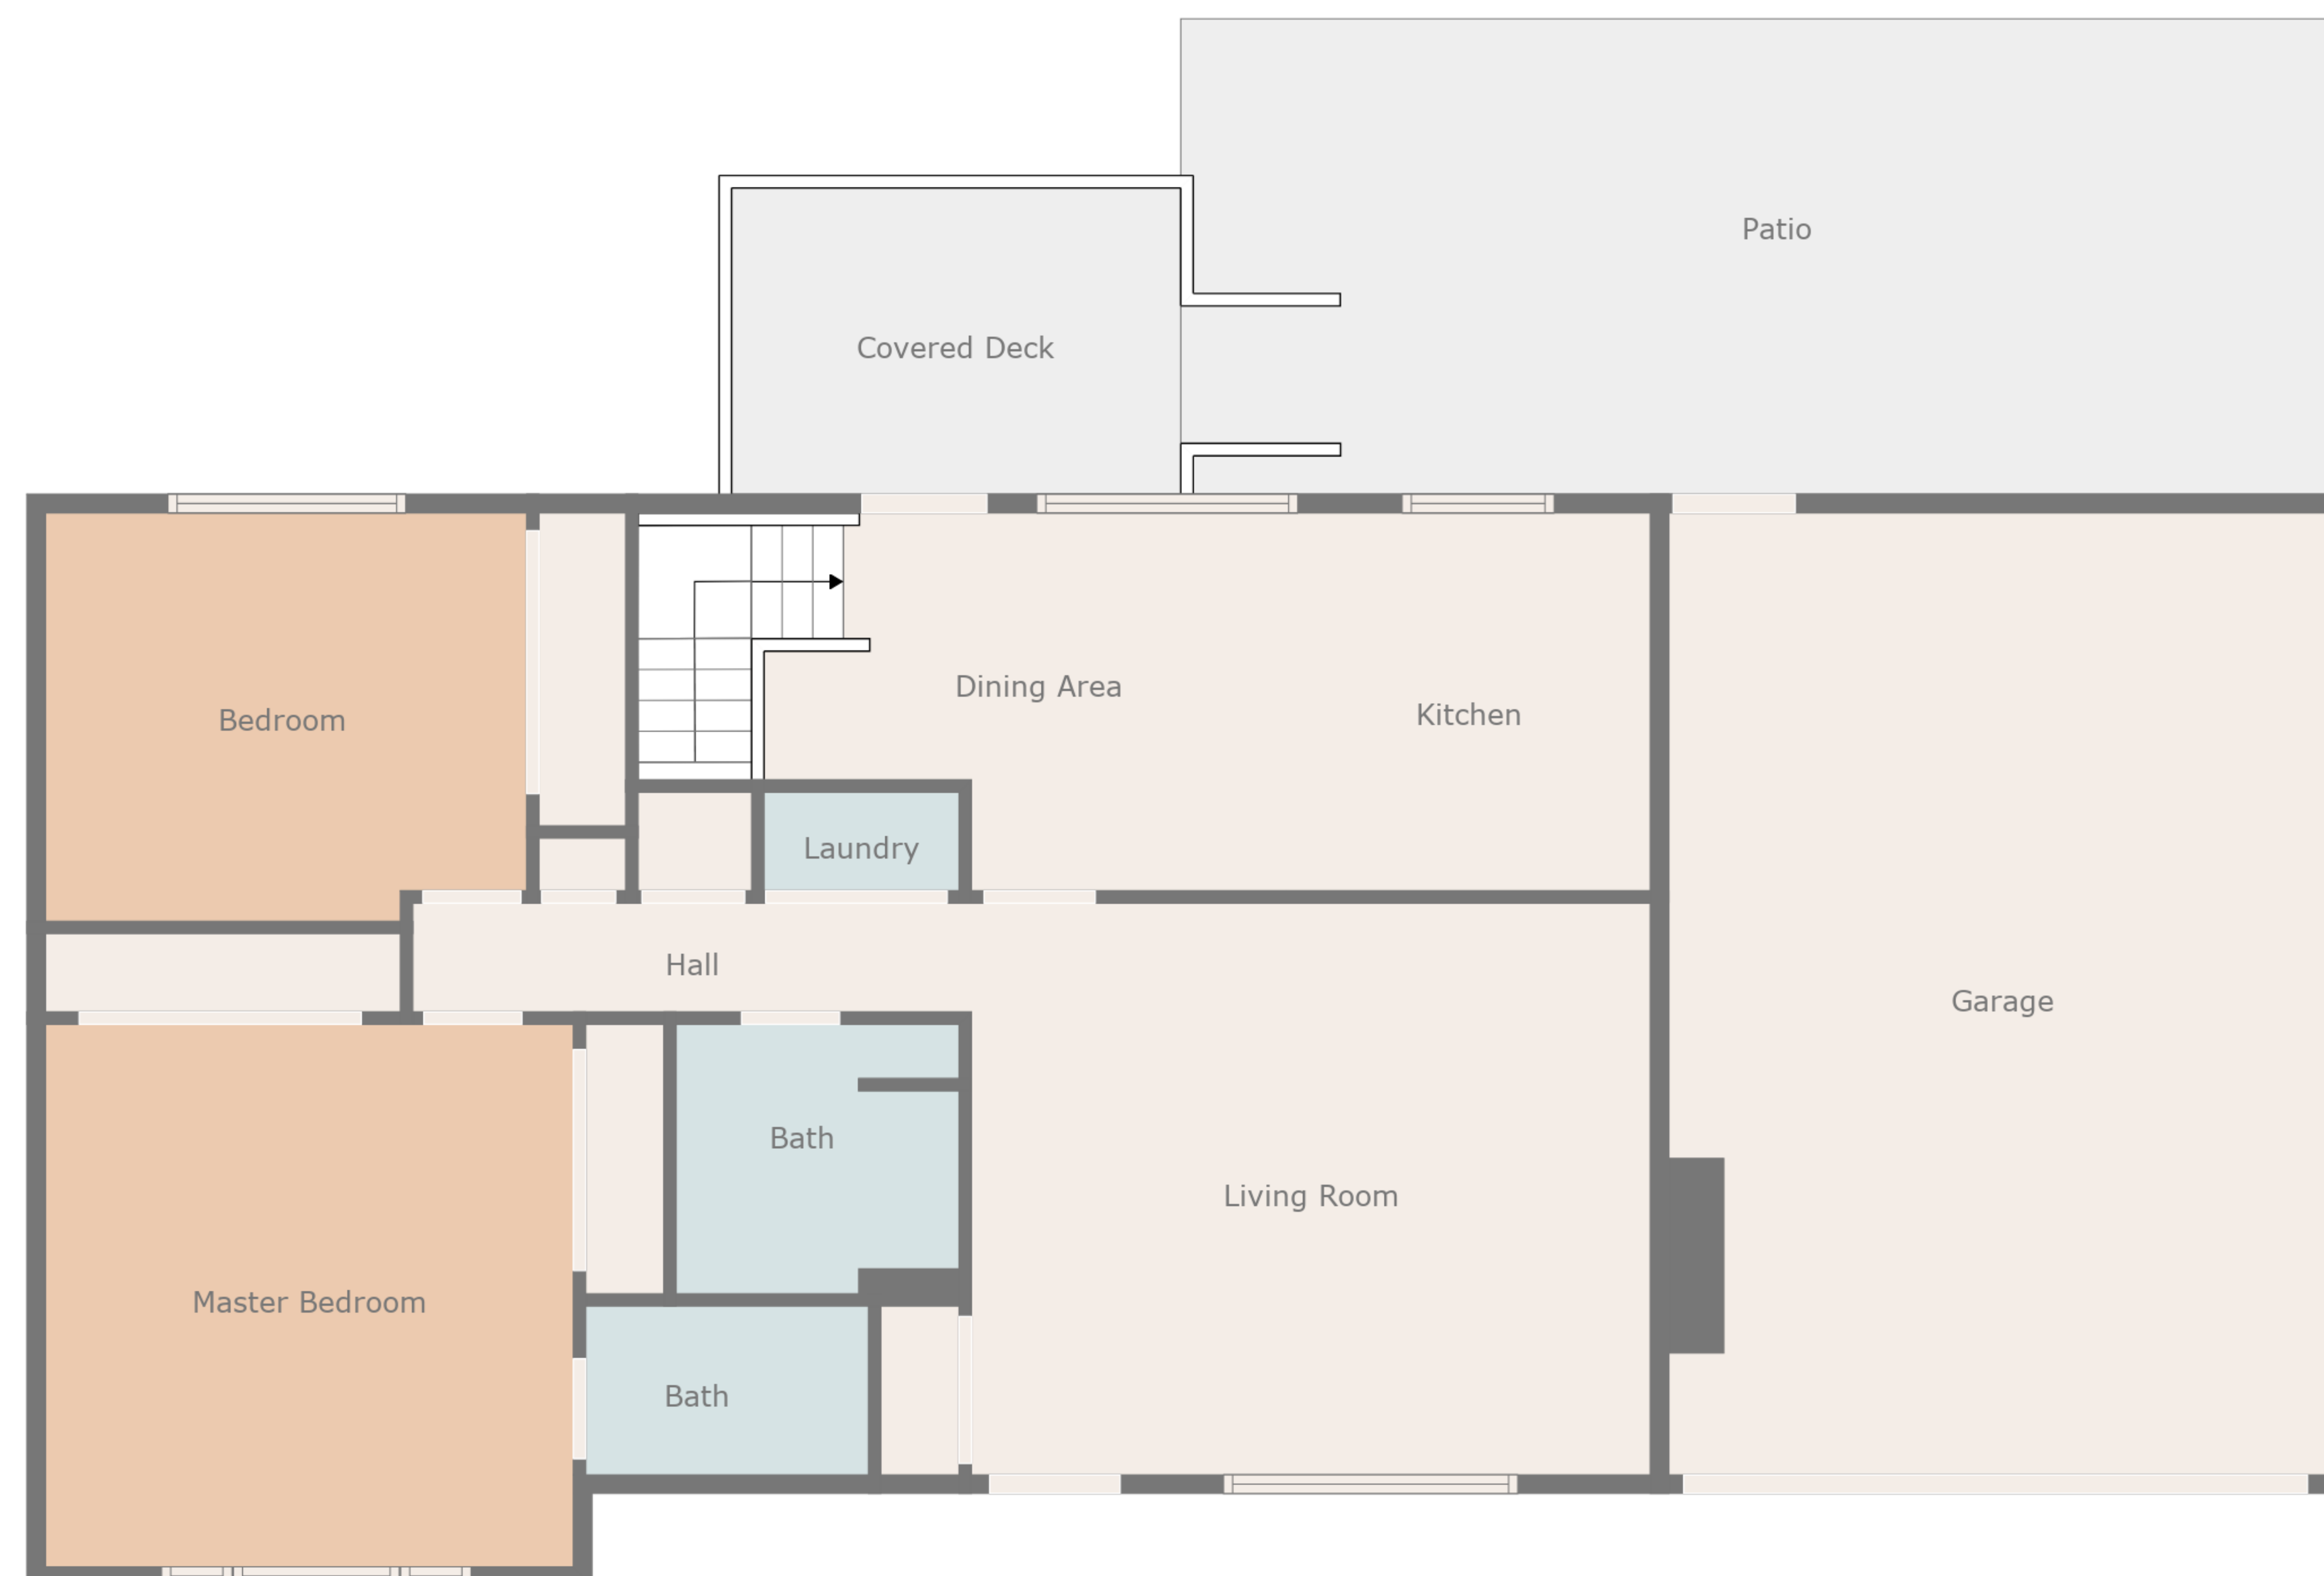 Patio
Covered Deck
Dining Area
Kitchen
Bedroom
Laundry
Hall
Garage
Bath
Living Room
Master Bedroom
Bath